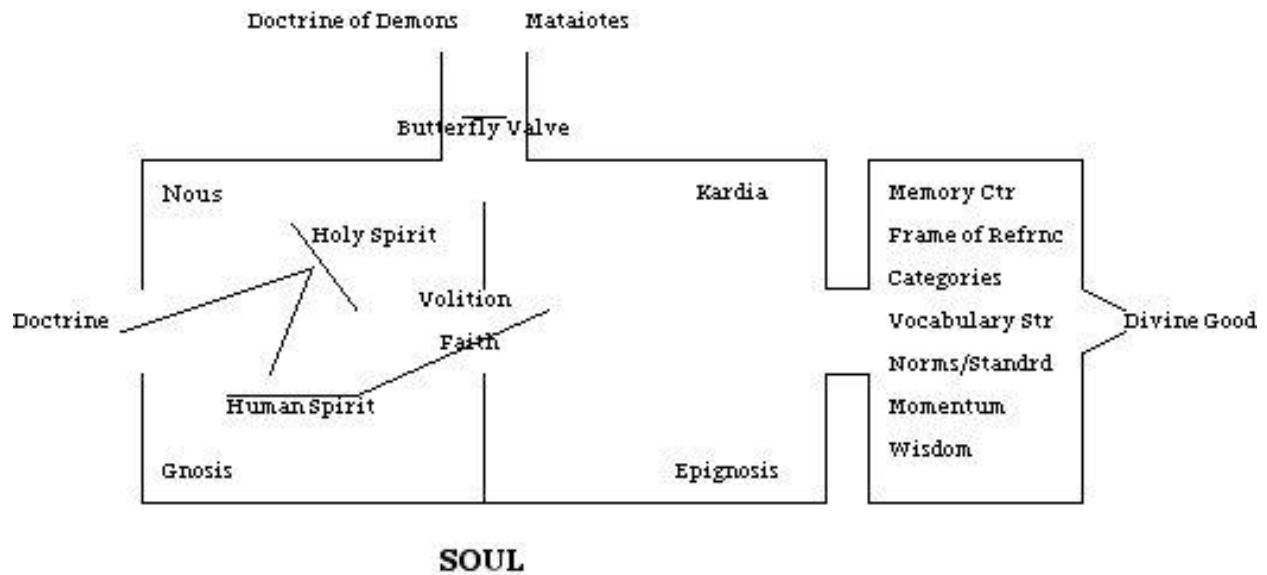 Doctrine of Demons Mataiotes
Butterfly Valve
Nous Kardia Memory Ctr
Holy Spirit Frame of Refrnc
Categories
Volition
Doctrine Vocabulary Str Divine Good
Faith
Norms/Standrd
Human Spirit Momentum
Wisdom
Gnosis Epignosis
SOUL